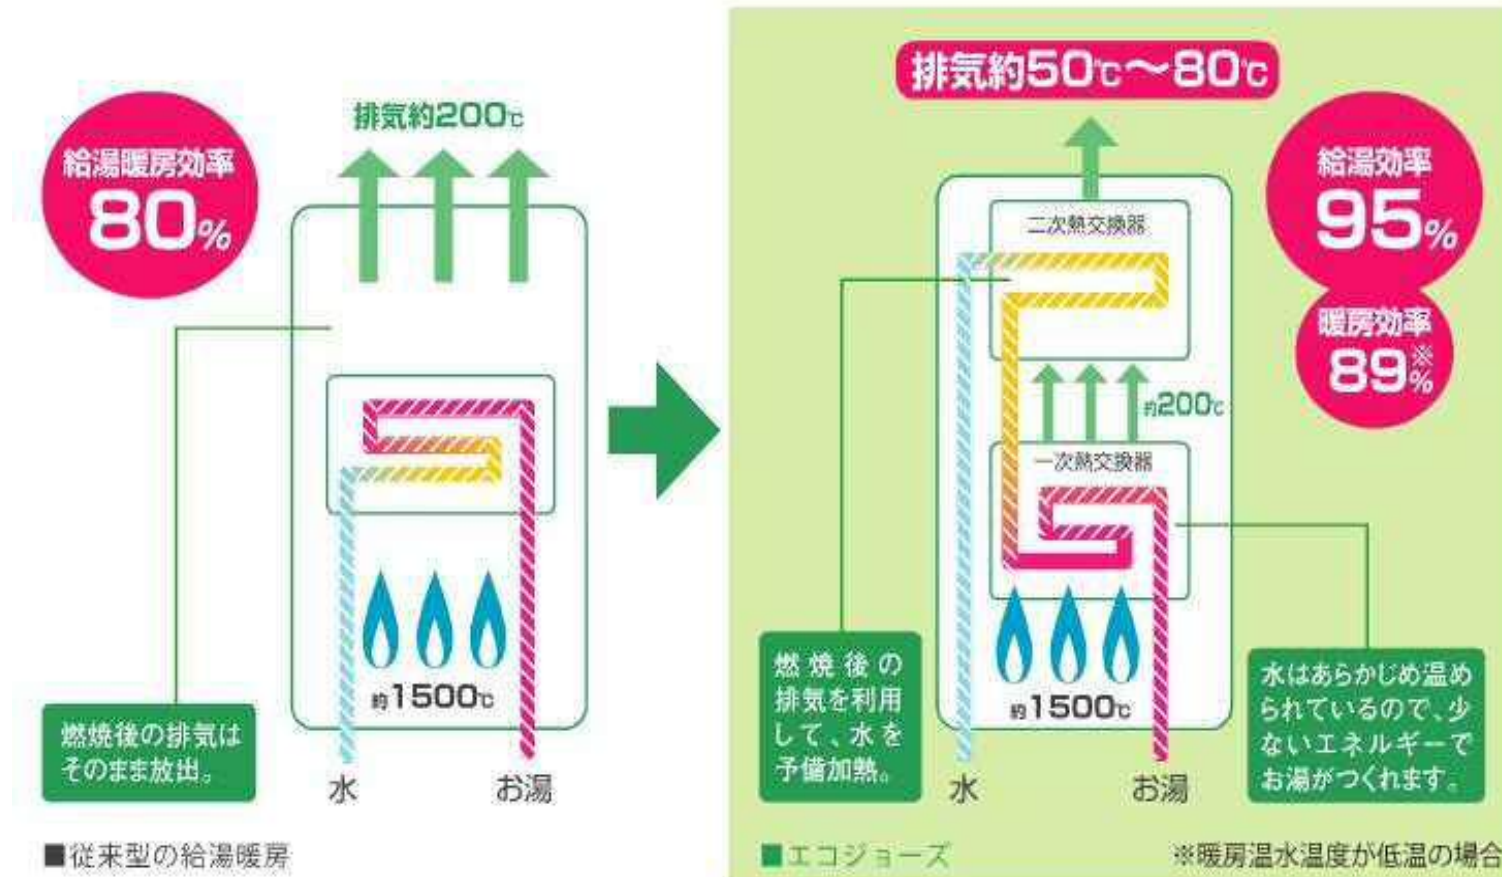 給湯暖房効率
80%
排気約200℃
約1500℃
燃焼後の排気は
そのまま放出。
水
お湯
■従来型の給湯暖房
排気約50℃〜80℃
給湯効率
95%
暖房効率
89%※
二次熱交換器
約200℃
一次熱交換器
約1500℃
燃焼後の
排気を利用
して、水を
予備加熱。
水はあらかじめ温め
られているので、少
ないエネルギーで
お湯がつくれます。
水
お湯
■エコジョーズ
※暖房温水温度が低温の場合